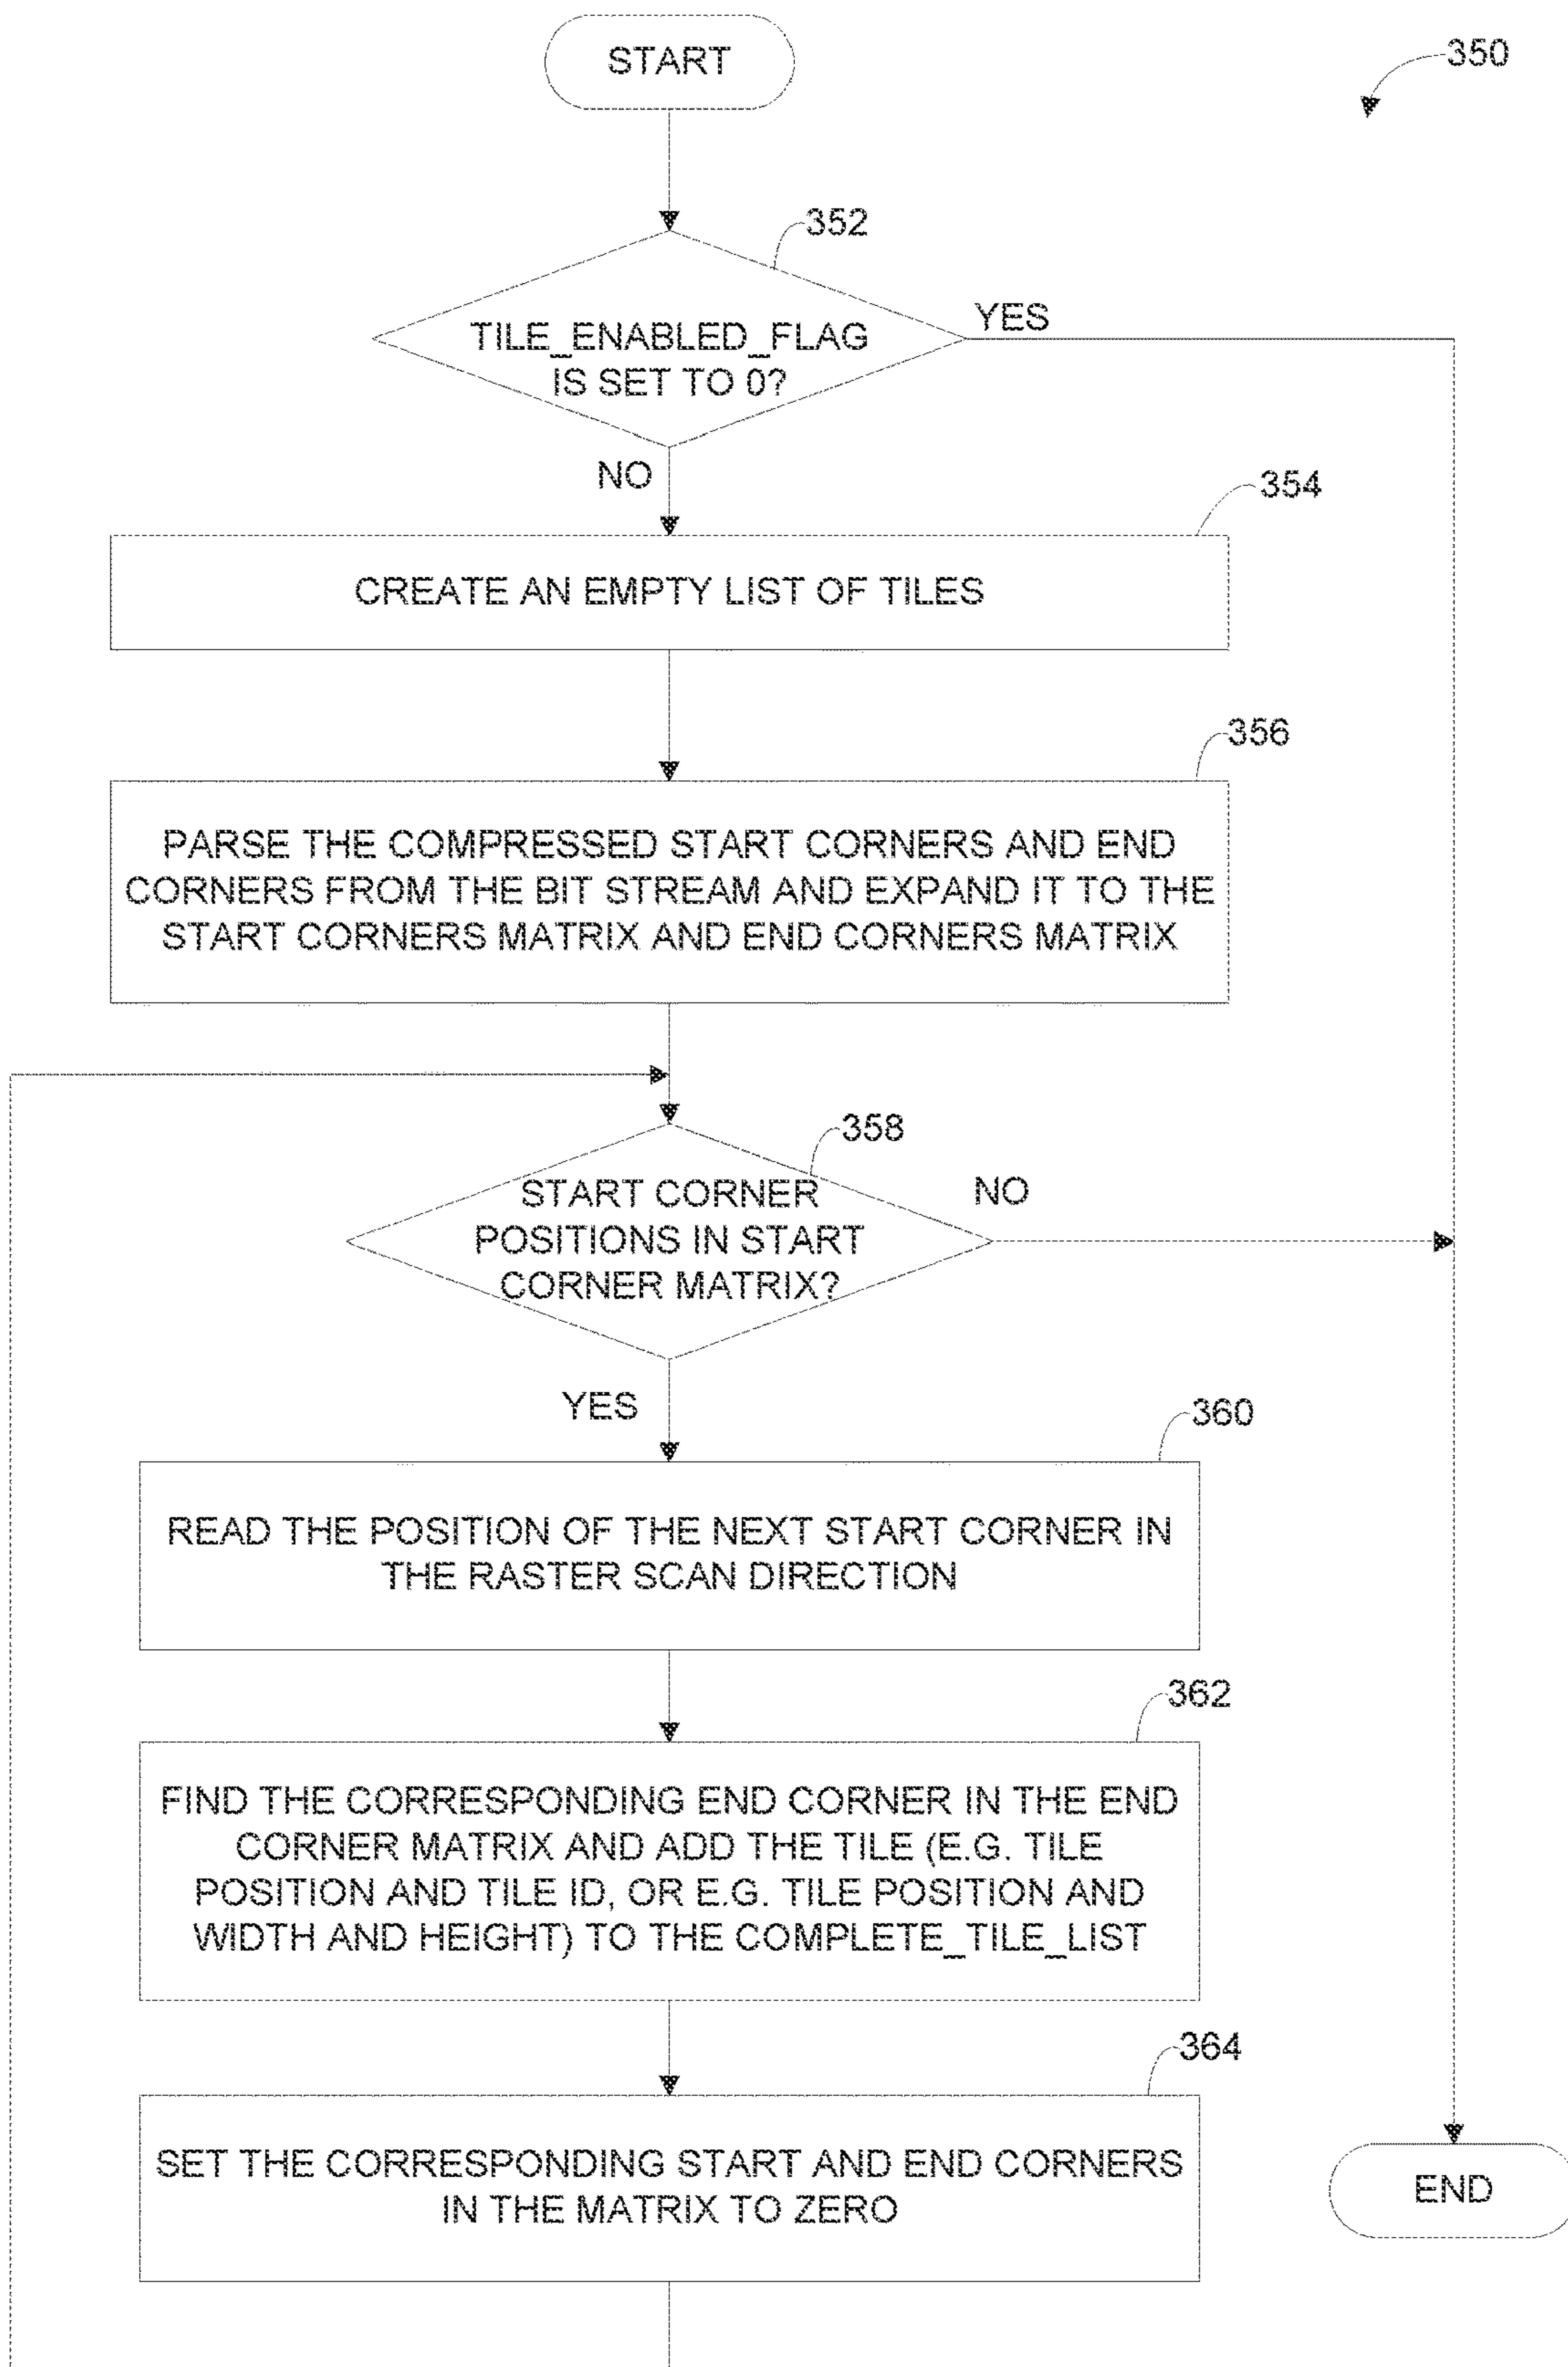 START
350
352
TILE_ENABLED_FLAG
IS SET TO 0?
YES
NO
354
CREATE AN EMPTY LIST OF TILES
356
PARSE THE COMPRESSED START CORNERS AND END
CORNERS FROM THE BIT STREAM AND EXPAND IT TO THE
START CORNERS MATRIX AND END CORNERS MATRIX
358
START CORNER
POSITIONS IN START
CORNER MATRIX?
NO
YES
360
READ THE POSITION OF THE NEXT START CORNER IN
THE RASTER SCAN DIRECTION
362
FIND THE CORRESPONDING END CORNER IN THE END
CORNER MATRIX AND ADD THE TILE (E.G. TILE
POSITION AND TILE ID, OR E.G. TILE POSITION AND
WIDTH AND HEIGHT) TO THE COMPLETE_TILE_LIST
364
SET THE CORRESPONDING START AND END CORNERS
IN THE MATRIX TO ZERO
END